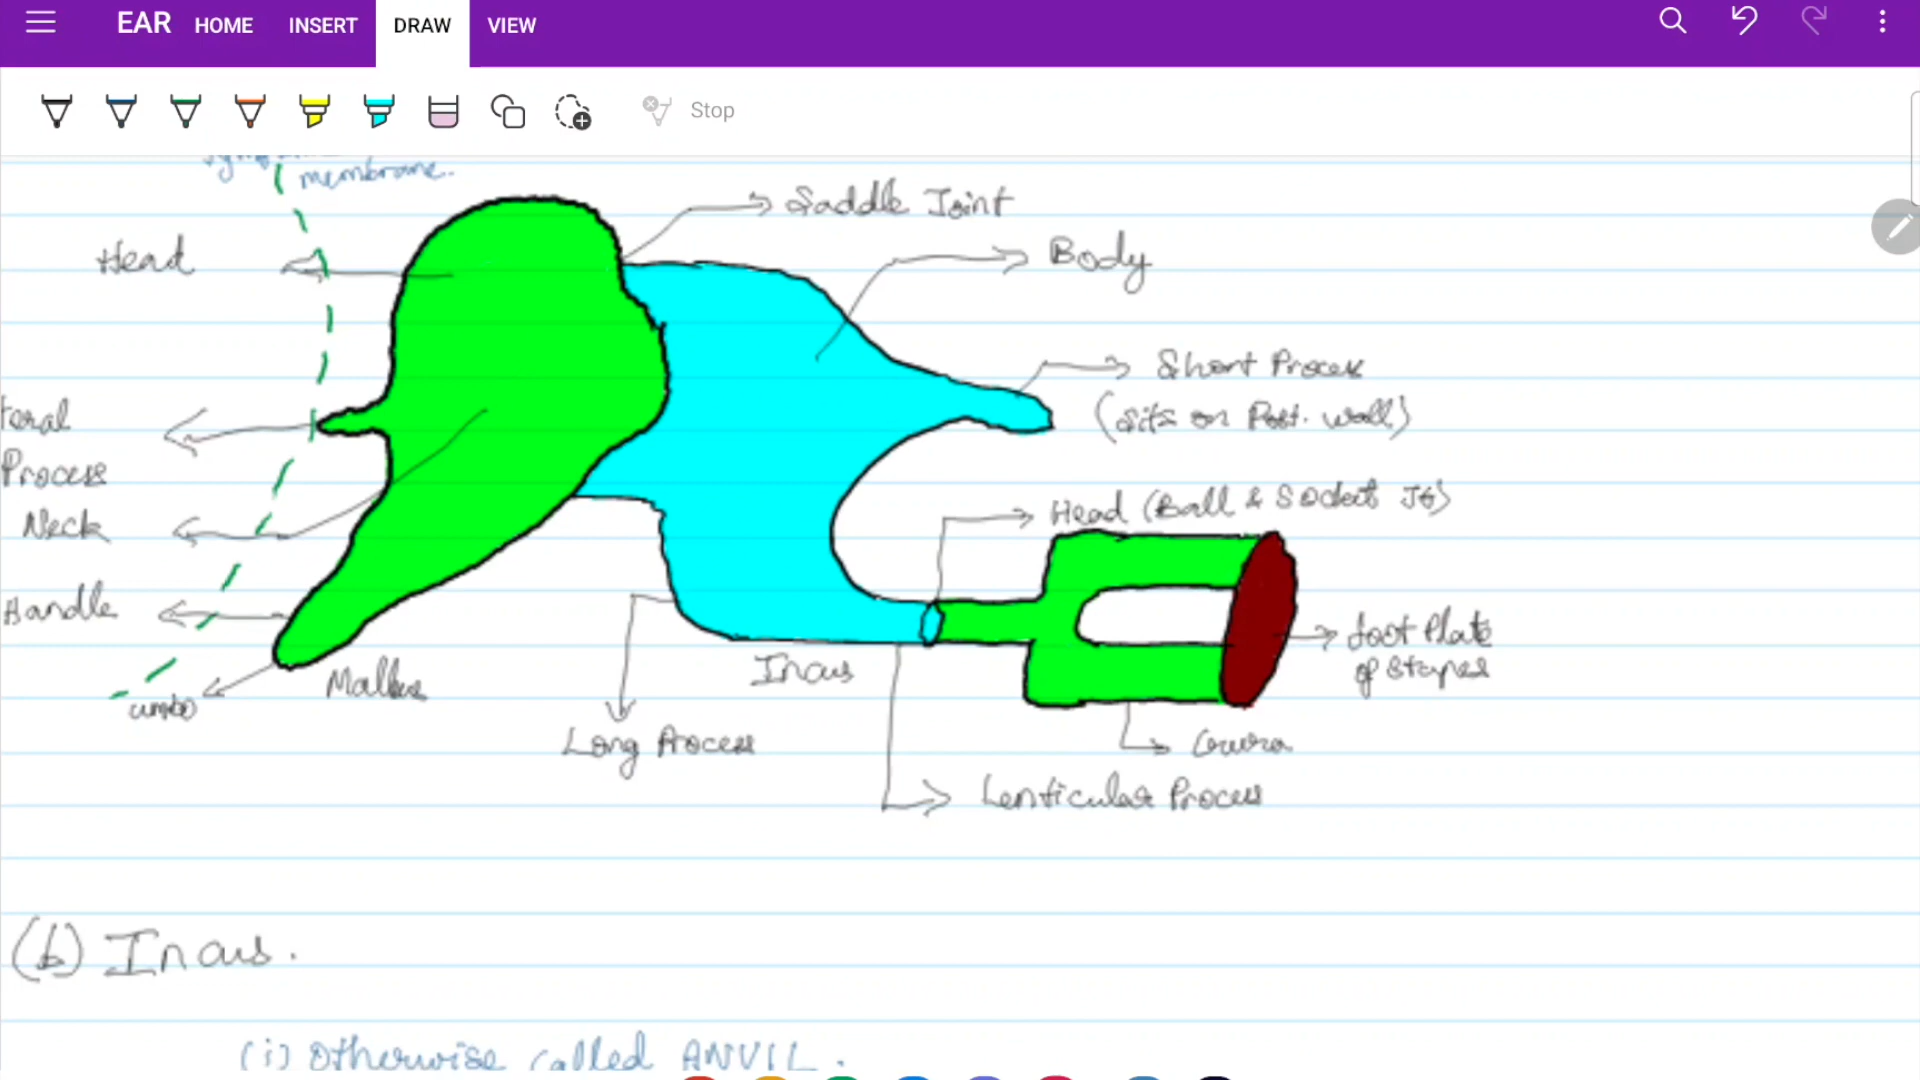 EAR HOME INSERT DRAW VIEW
Stop
membrane.
Saddle Joint
Head
Body
Short Process
(Sits on Post. wall)
teral
Process
Head (Ball & Socket Jt)
Neck
Handle
foot Plate
of Stapes
Incus
Malleus
umbo
Long Process
Crura
Lenticular Process
(b) Incus.
(i) Otherwise called ANVIL.